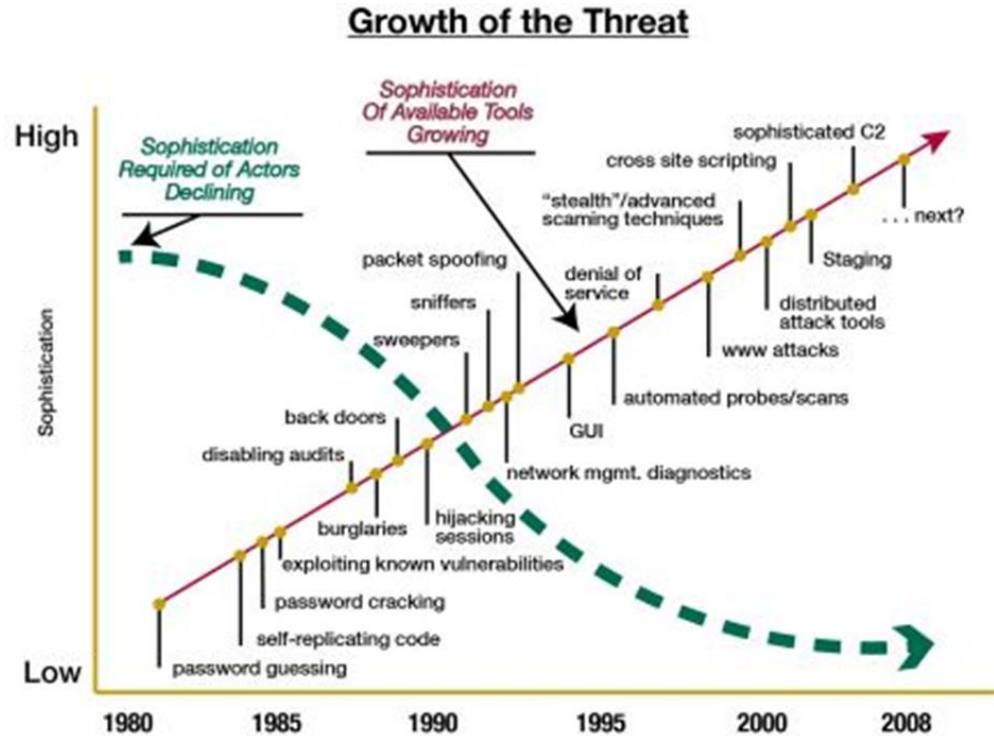 Growth of the Threat
Sophistication
Of Available Tools
Growing
High
Sophistication
Required of Actors
Declining
sophisticated C2
cross site scripting
"stealth"/advanced
scaming techniques
...next?
packet spoofing
denial of
service
Staging
sniffers
distributed
attack tools
sweepers
www attacks
Sophistication
automated probes/scans
back doors
GUI
disabling audits
network mgmt. diagnostics
burglaries
hijacking
sessions
exploiting known vulnerabilities
password cracking
self-replicating code
Low
password guessing
1980 1985 1990 1995 2000 2008